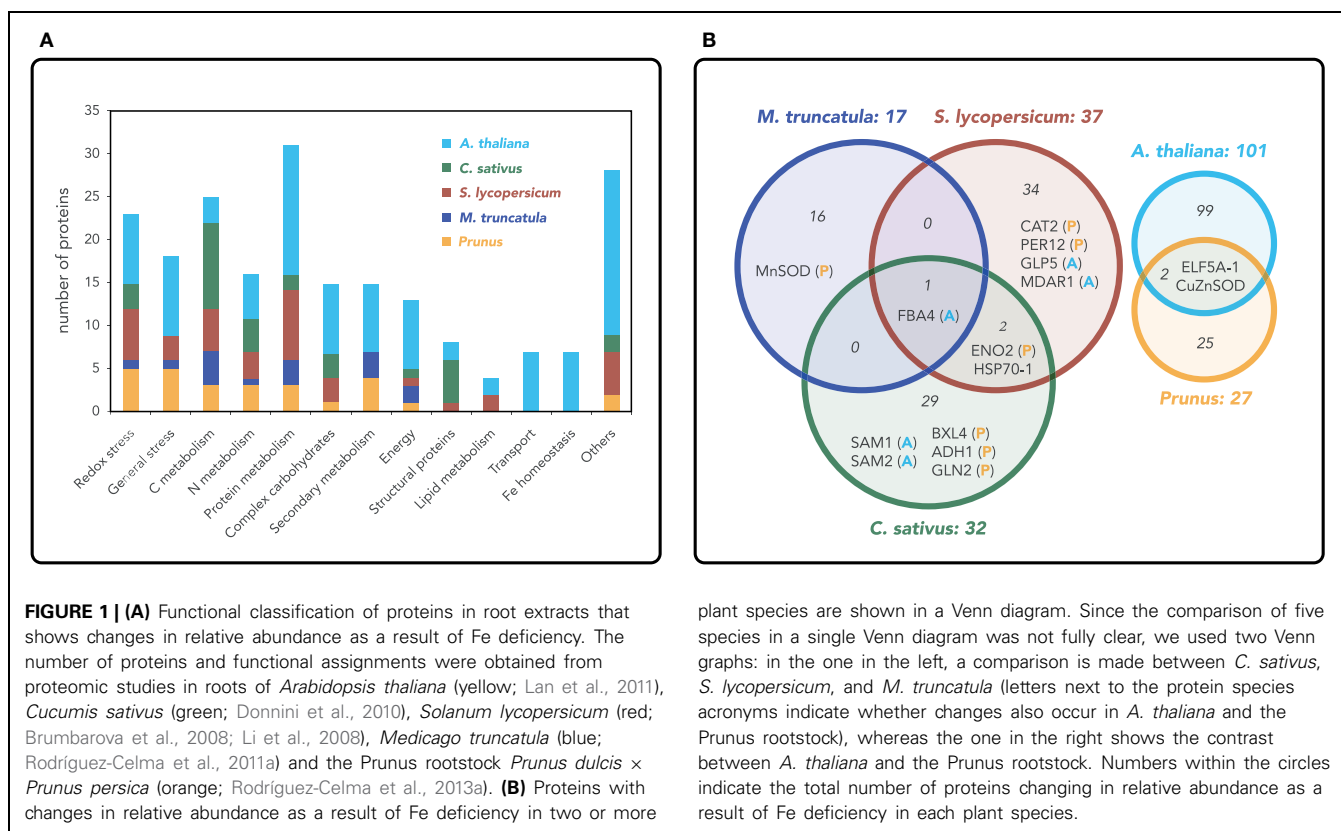 A
35
30
25
20
15
10
5
0
number of proteins
A. thaliana
C. sativus
S. lycopersicum
M. truncatula
Prunus
Redox stress
General stress
C metabolism
N metabolism
Protein metabolism
Complex carbohydrates
Secondary metabolism
Energy
Structural proteins
Lipid metabolism
Transport
Fe homeostasis
Others
B
M. truncatula: 17
S. lycopersicum: 37
A. thaliana: 101
16
0
34
MnSOD (P)
CAT2 (P)
PER12 (P)
GLP5 (A)
MDAR1 (A)
1
FBA4 (A)
0
2
ENO2 (P)
HSP70-1
29
SAM1 (A)
SAM2 (A)
BXL4 (P)
ADH1 (P)
GLN2 (P)
C. sativus: 32
99
2
ELF5A-1
CuZnSOD
25
Prunus: 27
FIGURE 1 | (A) Functional classification of proteins in root extracts that
shows changes in relative abundance as a result of Fe deficiency. The
number of proteins and functional assignments were obtained from
proteomic studies in roots of Arabidopsis thaliana (yellow; Lan et al., 2011),
Cucumis sativus (green; Donnini et al., 2010), Solanum lycopersicum (red;
Brumbarova et al., 2008; Li et al., 2008), Medicago truncatula (blue;
Rodríguez-Celma et al., 2011a) and the Prunus rootstock Prunus dulcis ×
Prunus persica (orange; Rodríguez-Celma et al., 2013a). (B) Proteins with
changes in relative abundance as a result of Fe deficiency in two or more
plant species are shown in a Venn diagram. Since the comparison of five
species in a single Venn diagram was not fully clear, we used two Venn
graphs: in the one in the left, a comparison is made between C. sativus,
S. lycopersicum, and M. truncatula (letters next to the protein species
acronyms indicate whether changes also occur in A. thaliana and the
Prunus rootstock), whereas the one in the right shows the contrast
between A. thaliana and the Prunus rootstock. Numbers within the circles
indicate the total number of proteins changing in relative abundance as a
result of Fe deficiency in each plant species.